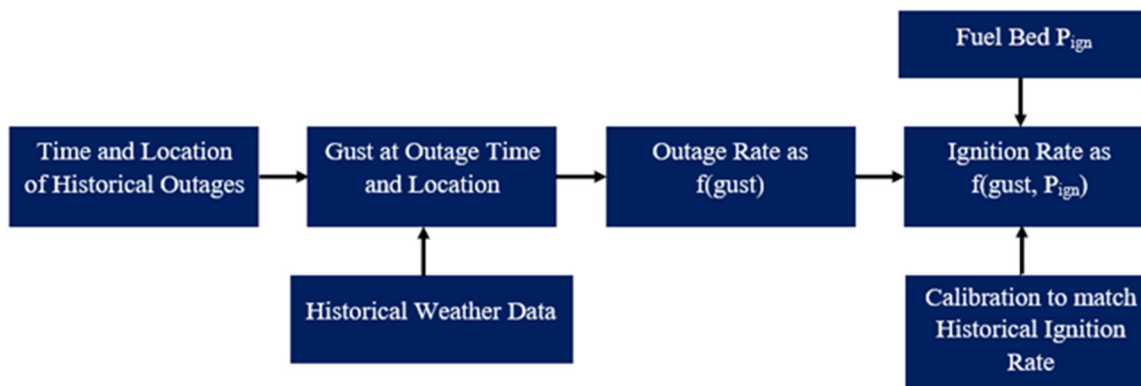 Fuel Bed Pign
Time and Location
of Historical Outages
Gust at Outage Time
and Location
Outage Rate as
f(gust)
Ignition Rate as
f(gust, Pign)
Historical Weather Data
Calibration to match
Historical Ignition
Rate